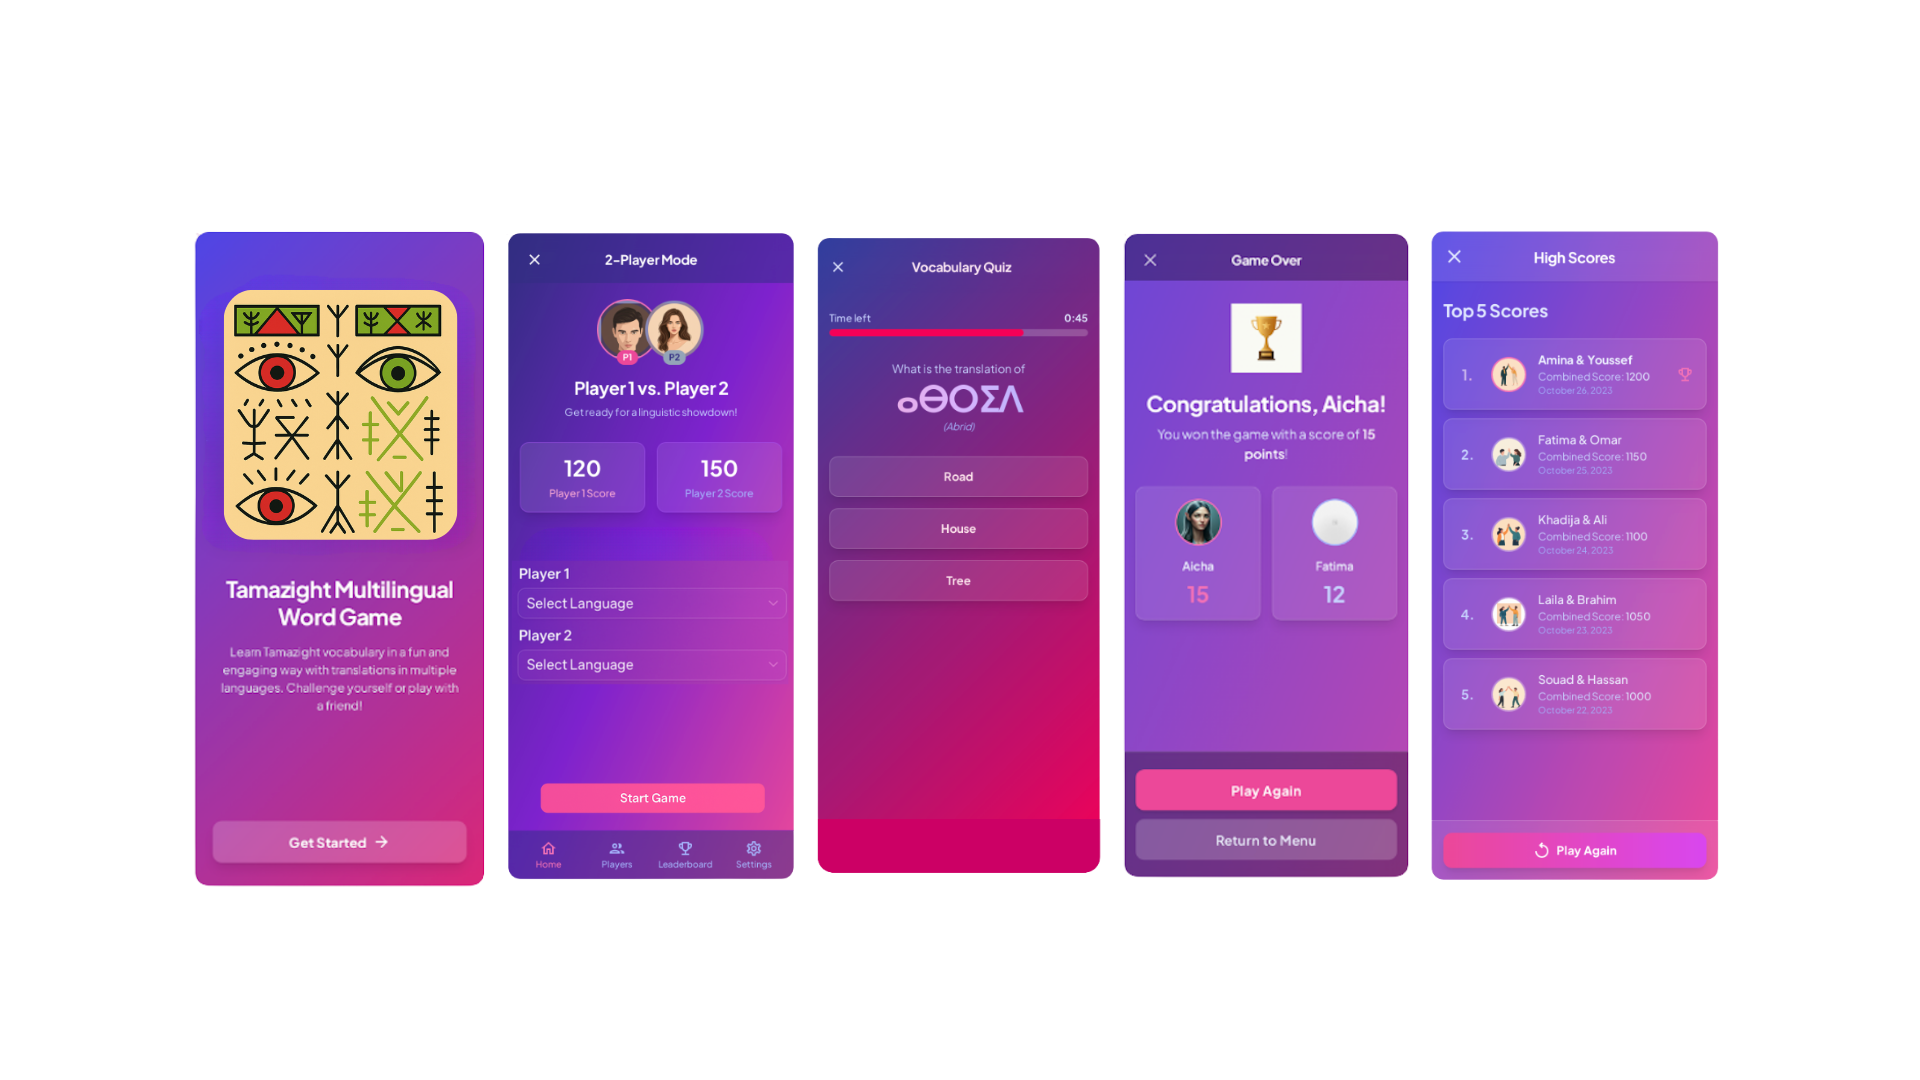 Tamazight Multilingual
Word Game
Learn Tamazight vocabulary in a fun and
engaging way with translations in multiple
languages. Challenge yourself or play with
a friend!
Get Started
2-Player Mode
P1
P2
Player 1 vs. Player 2
Get ready for a linguistic showdown!
120
Player 1 Score
150
Player 2 Score
Player 1
Select Language
Player 2
Select Language
Start Game
Home
Players
Leaderboard
Settings
Vocabulary Quiz
Time left
0:45
What is the translation of
ⴰⴱⵔⵉⴷ
(Abrid)
Road
House
Tree
Game Over
Congratulations, Aicha!
You won the game with a score of 15
points!
Aicha
15
Fatima
12
Play Again
Return to Menu
High Scores
Top 5 Scores
1.
Amina & Youssef
Combined Score: 1200
October 26, 2023
2.
Fatima & Omar
Combined Score: 1150
October 25, 2023
3.
Khadija & Ali
Combined Score: 1100
October 24, 2023
4.
Laila & Brahim
Combined Score: 1050
October 23, 2023
5.
Souad & Hassan
Combined Score: 1000
October 22, 2023
Play Again